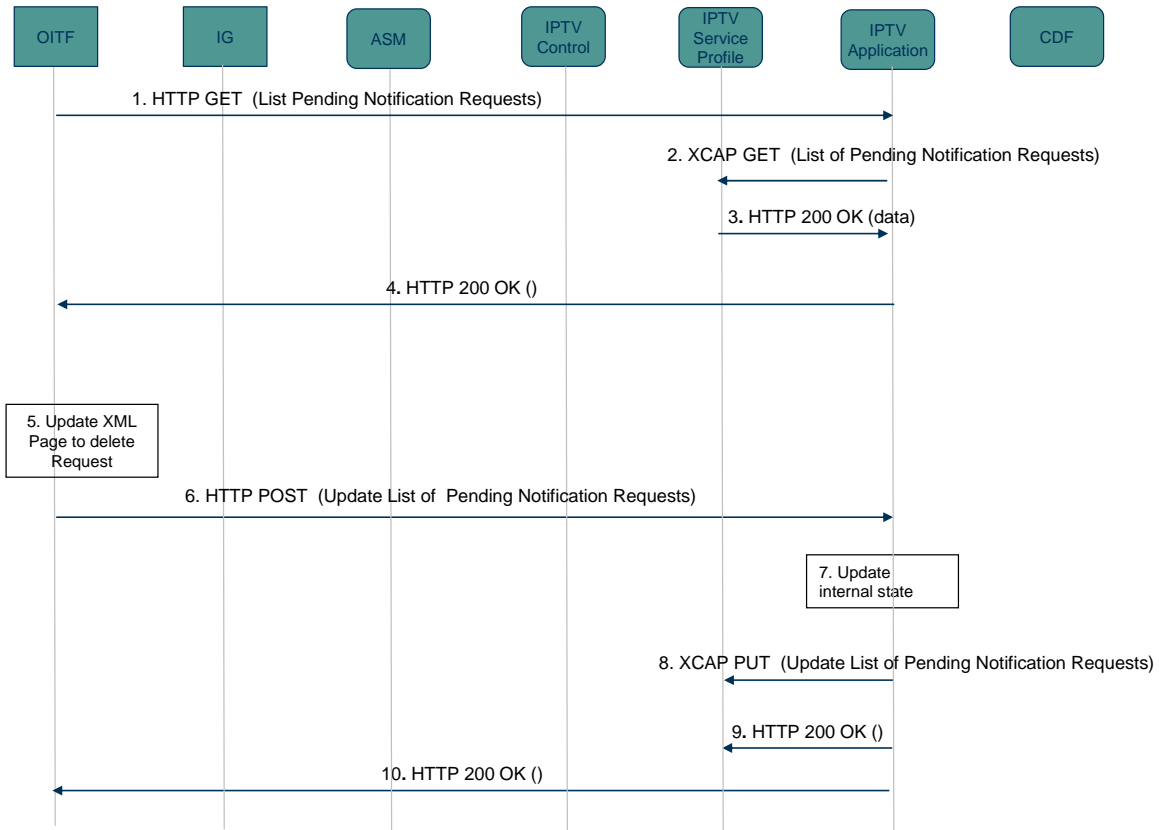 OITF
IG
ASM
IPTV
Control
IPTV
Service
Profile
IPTV
Application
CDF
1. HTTP GET (List Pending Notification Requests)
2. XCAP GET (List of Pending Notification Requests)
3. HTTP 200 OK (data)
4. HTTP 200 OK ()
5. Update XML
Page to delete
Request
6. HTTP POST (Update List of Pending Notification Requests)
7. Update
internal state
8. XCAP PUT (Update List of Pending Notification Requests)
9. HTTP 200 OK ()
10. HTTP 200 OK ()